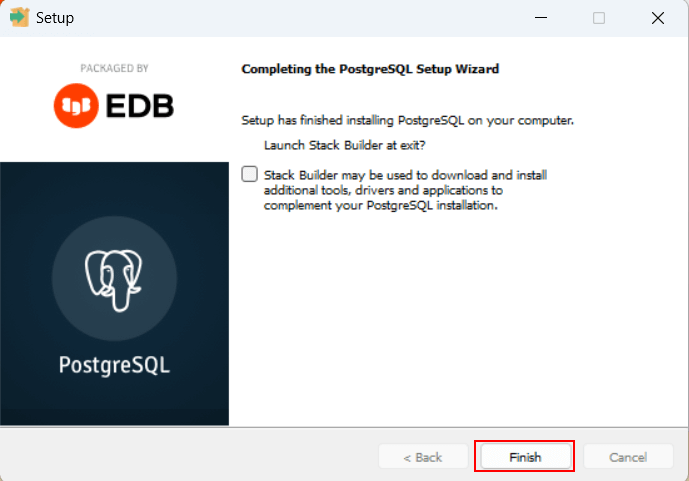 Setup
PACKAGED BY
EDB
PostgreSQL
Completing the PostgreSQL Setup Wizard
Setup has finished installing PostgreSQL on your computer.
Launch Stack Builder at exit?
Stack Builder may be used to download and install
additional tools, drivers and applications to
complement your PostgreSQL installation.
< Back
Finish
Cancel